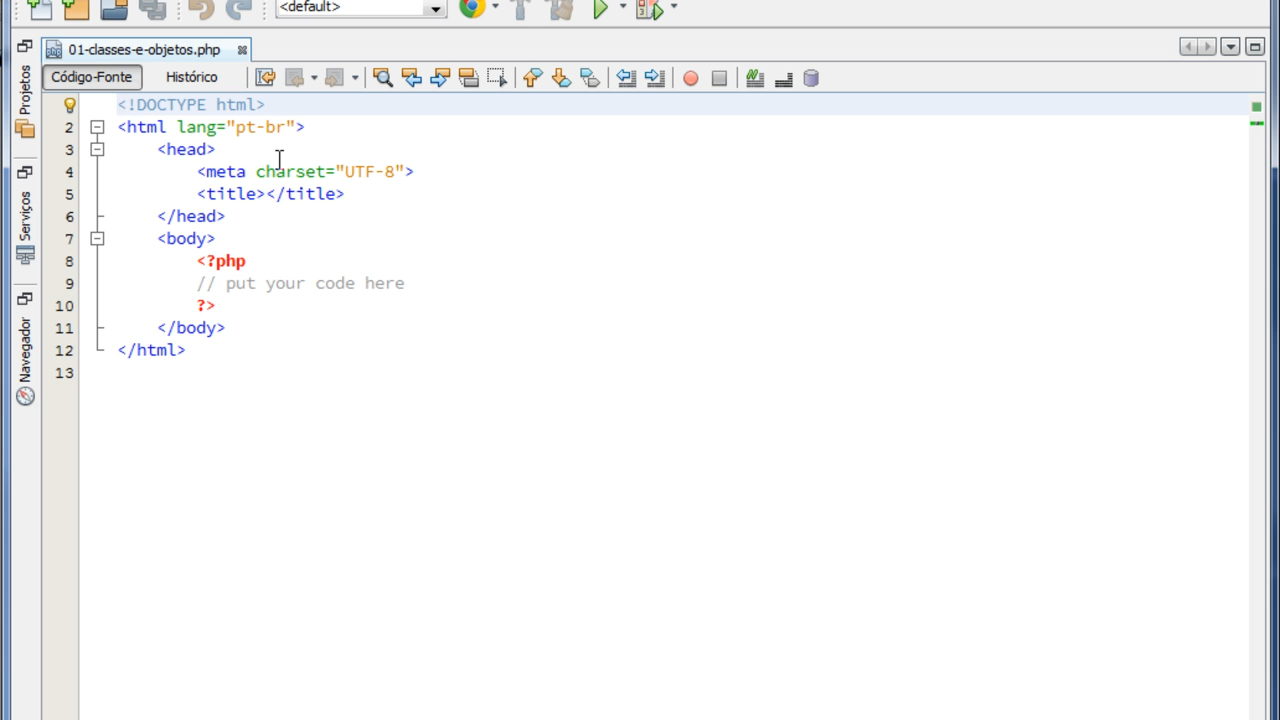 <default>
01-classes-e-objetos.php
Código-Fonte Histórico
Projetos
Serviços
Navegador
<!DOCTYPE html>
2 <html lang="pt-br">
3 <head>
4 <meta charset="UTF-8">
5 <title></title>
6 </head>
7 <body>
8 <?php
9 // put your code here
10 ?>
11 </body>
12 </html>
13